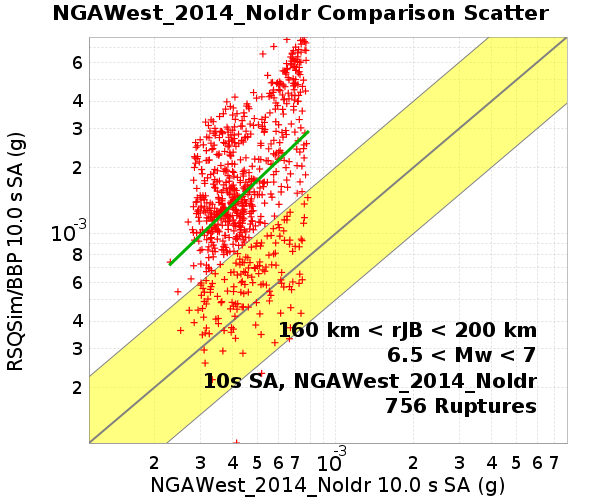 NGAWest_2014_NoIdr Comparison Scatter
RSQSim/BBP 10.0 s SA (g)
6
4
3
2
10-3
8
6
4
3
2
160 km < rJB < 200 km
6.5 < Mw < 7
10s SA, NGAWest_2014_NoIdr
756 Ruptures
2 3 4 5 6 7 10-3 2 3 4 5 6 7
NGAWest_2014_NoIdr 10.0 s SA (g)